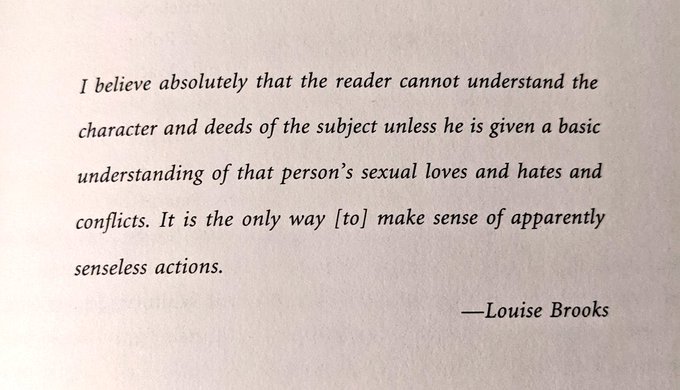 I believe absolutely that the reader cannot understand the
character and deeds of the subject unless he is given a basic
understanding of that person’s sexual loves and hates and
conflicts. It is the only way [to] make sense of apparently
senseless actions.
—Louise Brooks